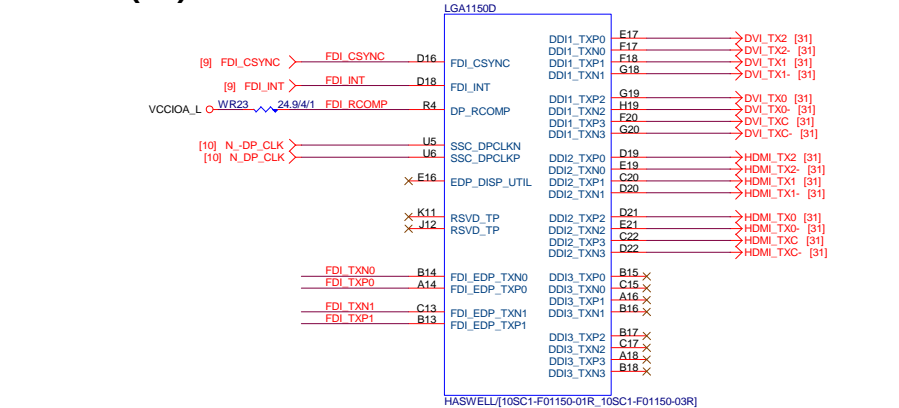 LGA1150D
[9] FDI_CSYNC FDI_CSYNC D16 FDI_CSYNC
[9] FDI_INT FDI_INT D18 FDI_INT
VCCIOA_L WR23 24.9/4/1 FDI_RCOMP R4 DP_RCOMP
[10] N_-DP_CLK U5 SSC_DPCLKN
[10] N_DP_CLK U6 SSC_DPCLKP
E16 EDP_DISP_UTIL
K11 RSVD_TP
J12 RSVD_TP
FDI_TXN0 B14 FDI_EDP_TXN0
FDI_TXP0 A14 FDI_EDP_TXP0
FDI_TXN1 C13 FDI_EDP_TXN1
FDI_TXP1 B13 FDI_EDP_TXP1
DDI1_TXP0 E17 DVI_TX2 [31]
DDI1_TXN0 F17 DVI_TX2- [31]
DDI1_TXP1 F18 DVI_TX1 [31]
DDI1_TXN1 G18 DVI_TX1- [31]
DDI1_TXP2 G19 DVI_TX0 [31]
DDI1_TXN2 H19 DVI_TX0- [31]
DDI1_TXP3 F20 DVI_TXC [31]
DDI1_TXN3 G20 DVI_TXC- [31]
DDI2_TXP0 D19 HDMI_TX2 [31]
DDI2_TXN0 E19 HDMI_TX2- [31]
DDI2_TXP1 C20 HDMI_TX1 [31]
DDI2_TXN1 D20 HDMI_TX1- [31]
DDI2_TXP2 D21 HDMI_TX0 [31]
DDI2_TXN2 E21 HDMI_TX0- [31]
DDI2_TXP3 C22 HDMI_TXC [31]
DDI2_TXN3 D22 HDMI_TXC- [31]
DDI3_TXP0 B15
DDI3_TXN0 C15
DDI3_TXP1 A16
DDI3_TXN1 B16
DDI3_TXP2 B17
DDI3_TXN2 C17
DDI3_TXP3 A18
DDI3_TXN3 B18
HASWELL/[10SC1-F01150-01R_10SC1-F01150-03R]